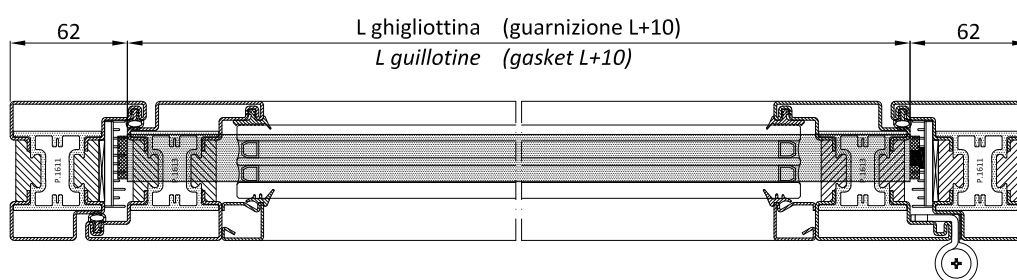 62 L ghigliottina (guarnizione L+10) 62
L guillotine (gasket L+10)
P.1611 P.1613 P.1613 P.1611